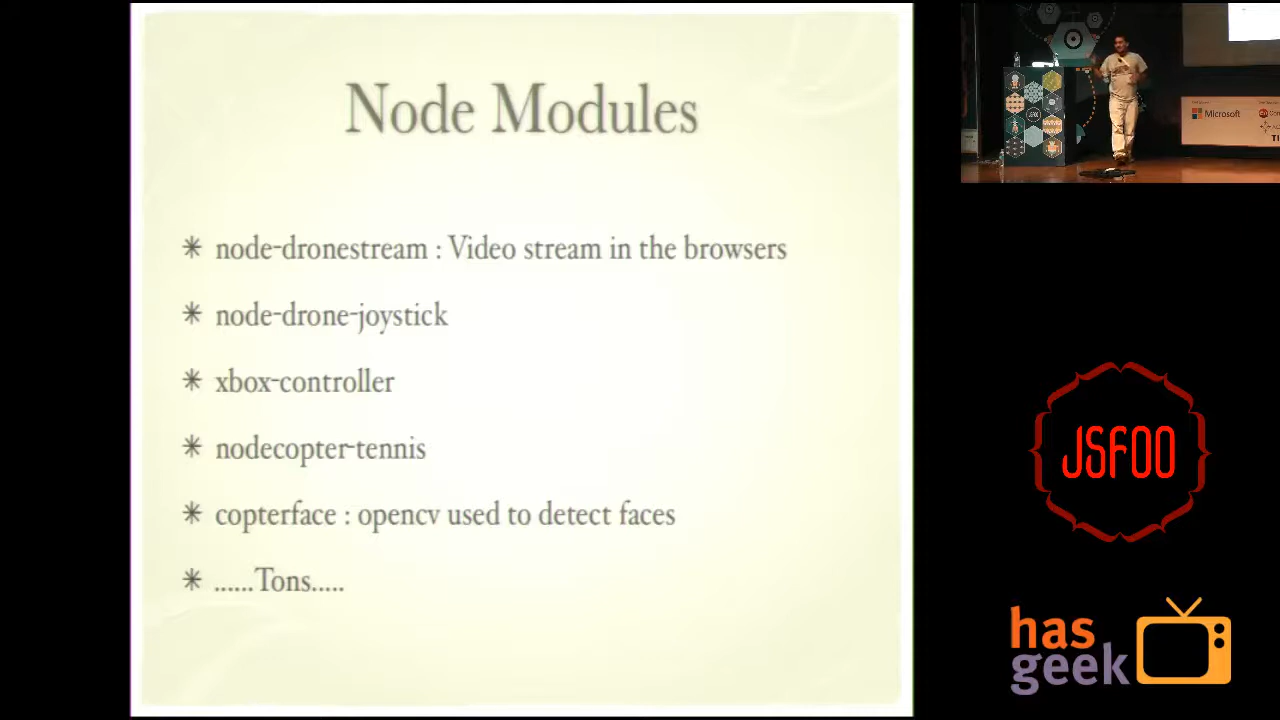 Node Modules
node-dronestream : Video stream in the browsers
node-drone-joystick
xbox-controller
nodecopter-tennis
copterface : opencv used to detect faces
......Tons.....
Microsoft
JSFOO
has
geek